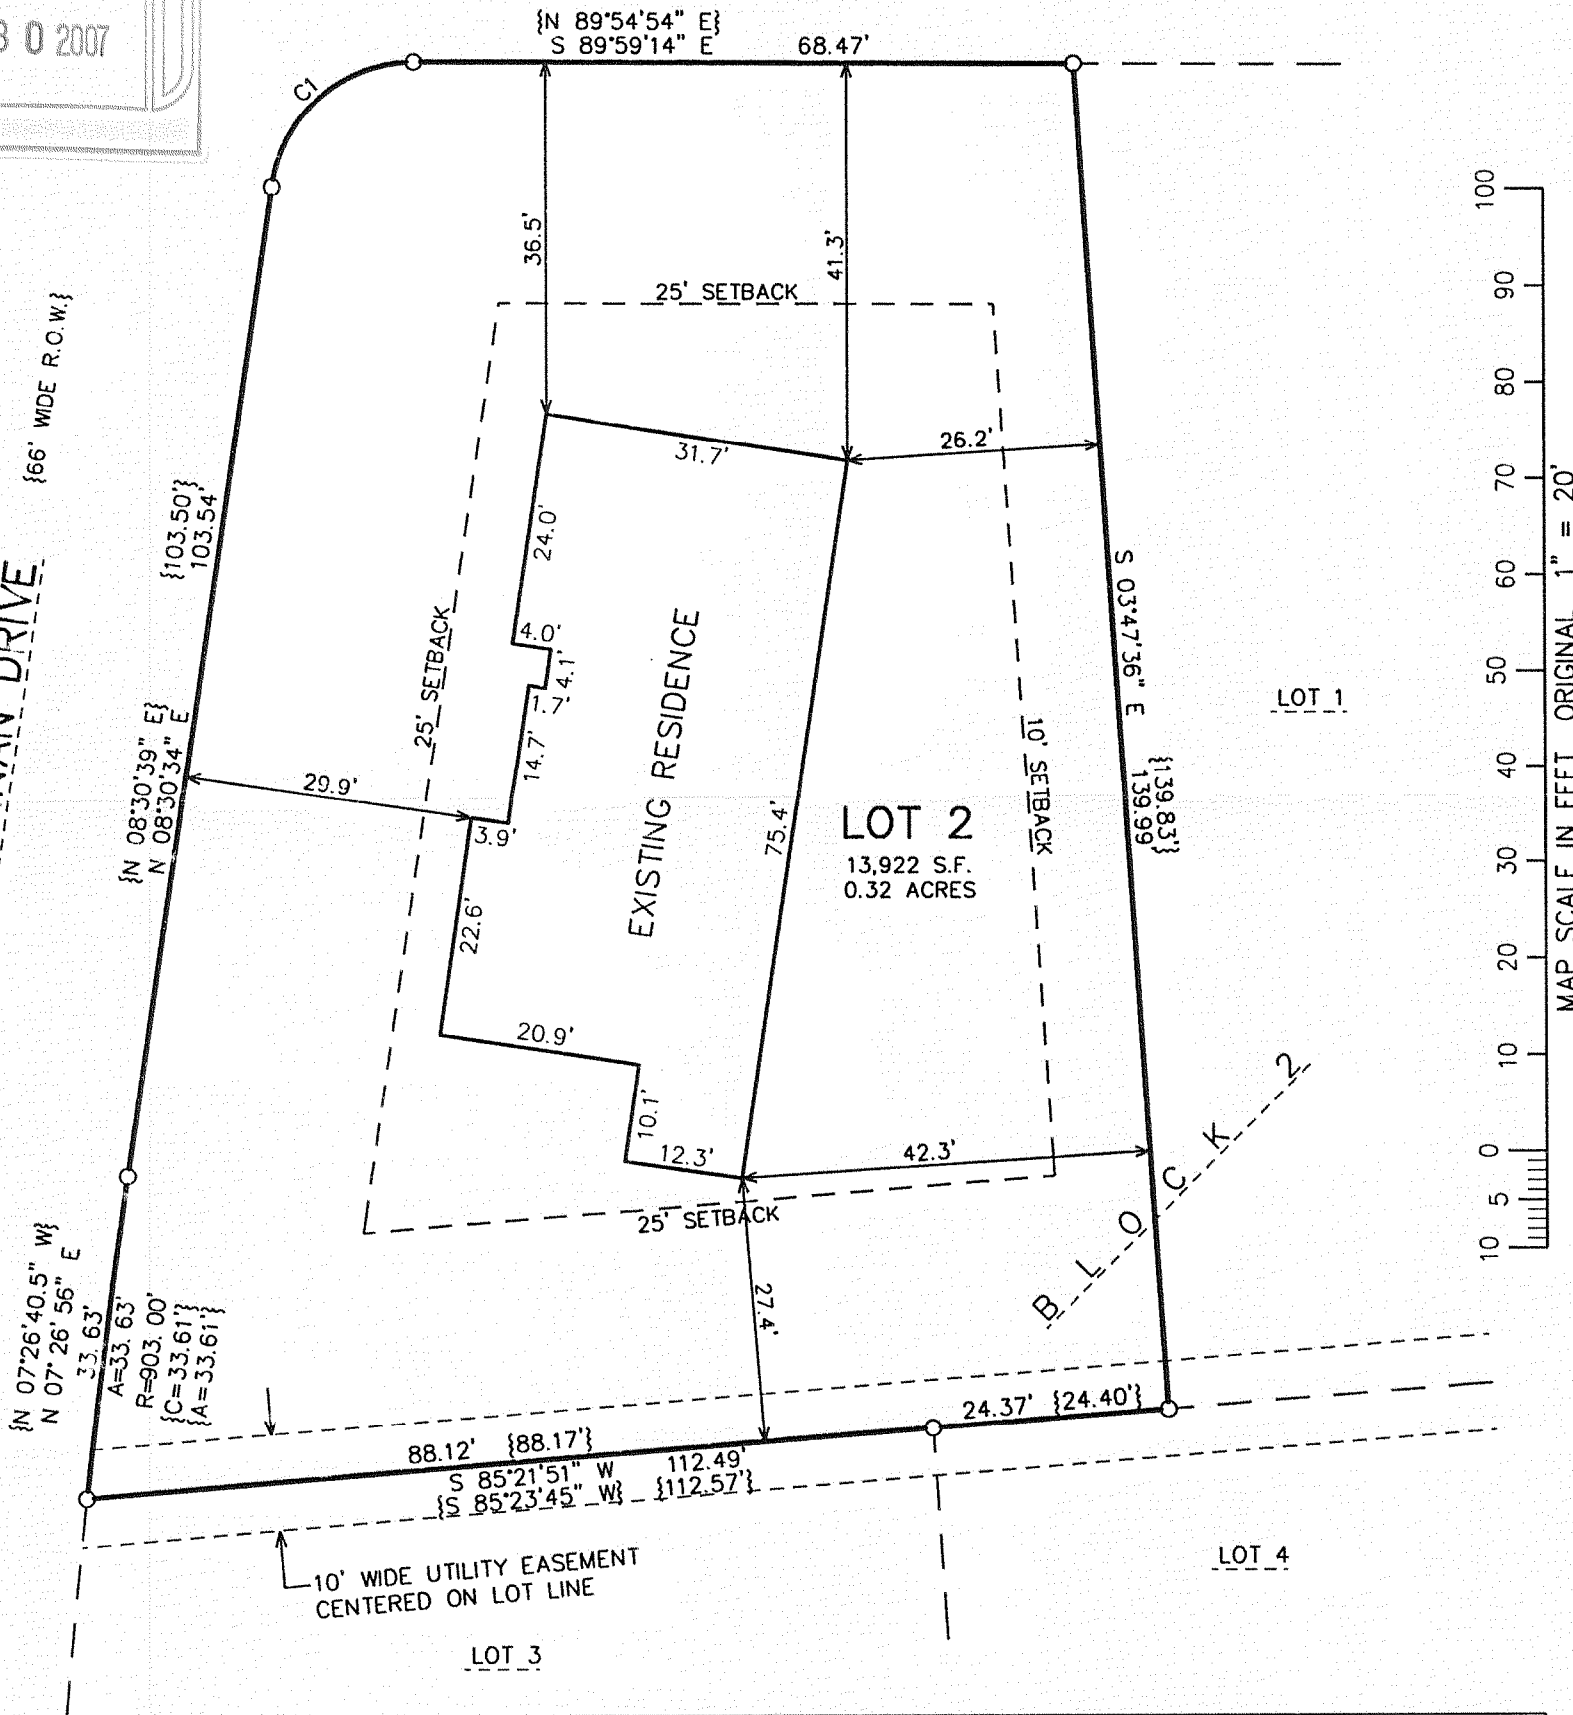 0 2007
{N 89°54'54" E}
S 89°59'14" E 68.47'
C1
36.5'
41.3'
25' SETBACK
{66' WIDE R.O.W.}
DRIVE
31.7'
26.2'
{103.50'}
103.54'
24.0'
4.0'
4.1'
1.7'
14.7'
25' SETBACK
EXISTING RESIDENCE
S 03°47'36" E
{139.83'}
139.99'
LOT 1
10' SETBACK
{N 08°30'39" E}
N 08°30'34" E
29.9'
3.9'
75.4'
LOT 2
13,922 S.F.
0.32 ACRES
22.6'
20.9'
10.1'
12.3'
42.3'
25' SETBACK
27.4'
BLOCK 2
{N 07°26'40.5" W}
N 07°26'56" E
33.63'
A=33.63'
R=903.00'
{C=33.61'}
{A=33.61'}
24.37' {24.40'}
88.12' {88.17'}
S 85°21'51" W 112.49'
{S 85°23'45" W} {112.57'}
10' WIDE UTILITY EASEMENT
CENTERED ON LOT LINE
LOT 3
LOT 4
100
90
80
70
60
50
40
30
20
10
0
5
10
MAP SCALE IN FEET ORIGINAL 1" = 20'